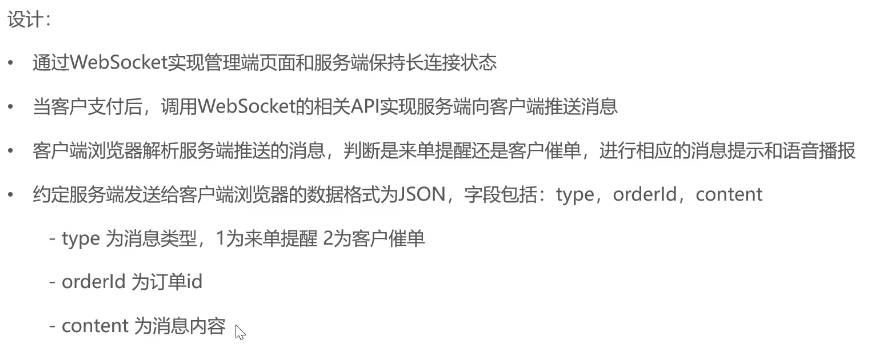 设计：
• 通过WebSocket实现管理端页面和服务端保持长连接状态
• 当客户支付后，调用WebSocket的相关API实现服务端向客户端推送消息
• 客户端浏览器解析服务端推送的消息，判断是来单提醒还是客户催单，进行相应的消息提示和语音播报
• 约定服务端发送给客户端浏览器的数据格式为JSON，字段包括：type，orderId，content
- type 为消息类型，1为来单提醒 2为客户催单
- orderId 为订单id
- content 为消息内容